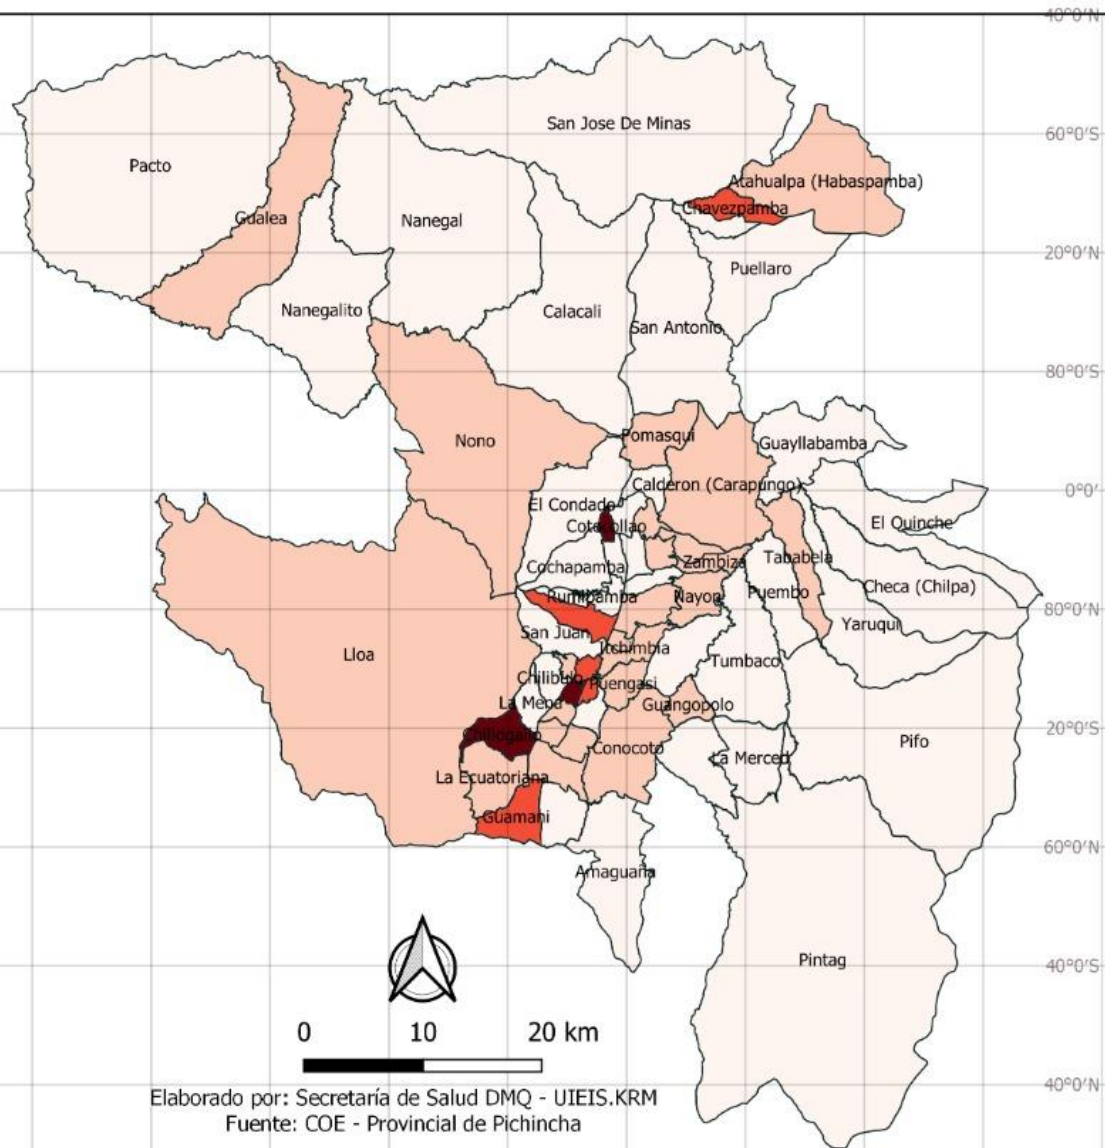 40°0'N
San Jose De Minas
60°0'N
Pacto
Atahualpa (Habaspamba)
Chavezpamba
Gualea
Nanegal
20°0'N
Puellaro
Nanegalito
Calacali
San Antonio
80°0'S
Pomasqui
Nono
Guayllabamba
Calderon (Carapungo)
0°0'
El Condado
Cotocollao
El Quinche
Tababela
Zambiza
Cochapamba
Checa (Chilpa)
Puembo
Rumipamba
Nayon
80°0'N
Yaruqui
San Juan
Itchimbia
Lloa
Tumbaco
Chilibulo
Puengasi
La Mena
Guangopolo
20°0'S
Chillogallo
Pifo
Conocoto
La Merced
La Ecuatoriana
Guamani
60°0'N
Amaguaña
Pintag
40°0'S
0 10 20 km
40°0'N
Elaborado por: Secretaría de Salud DMQ - UIEIS.KRM
Fuente: COE - Provincial de Pichincha